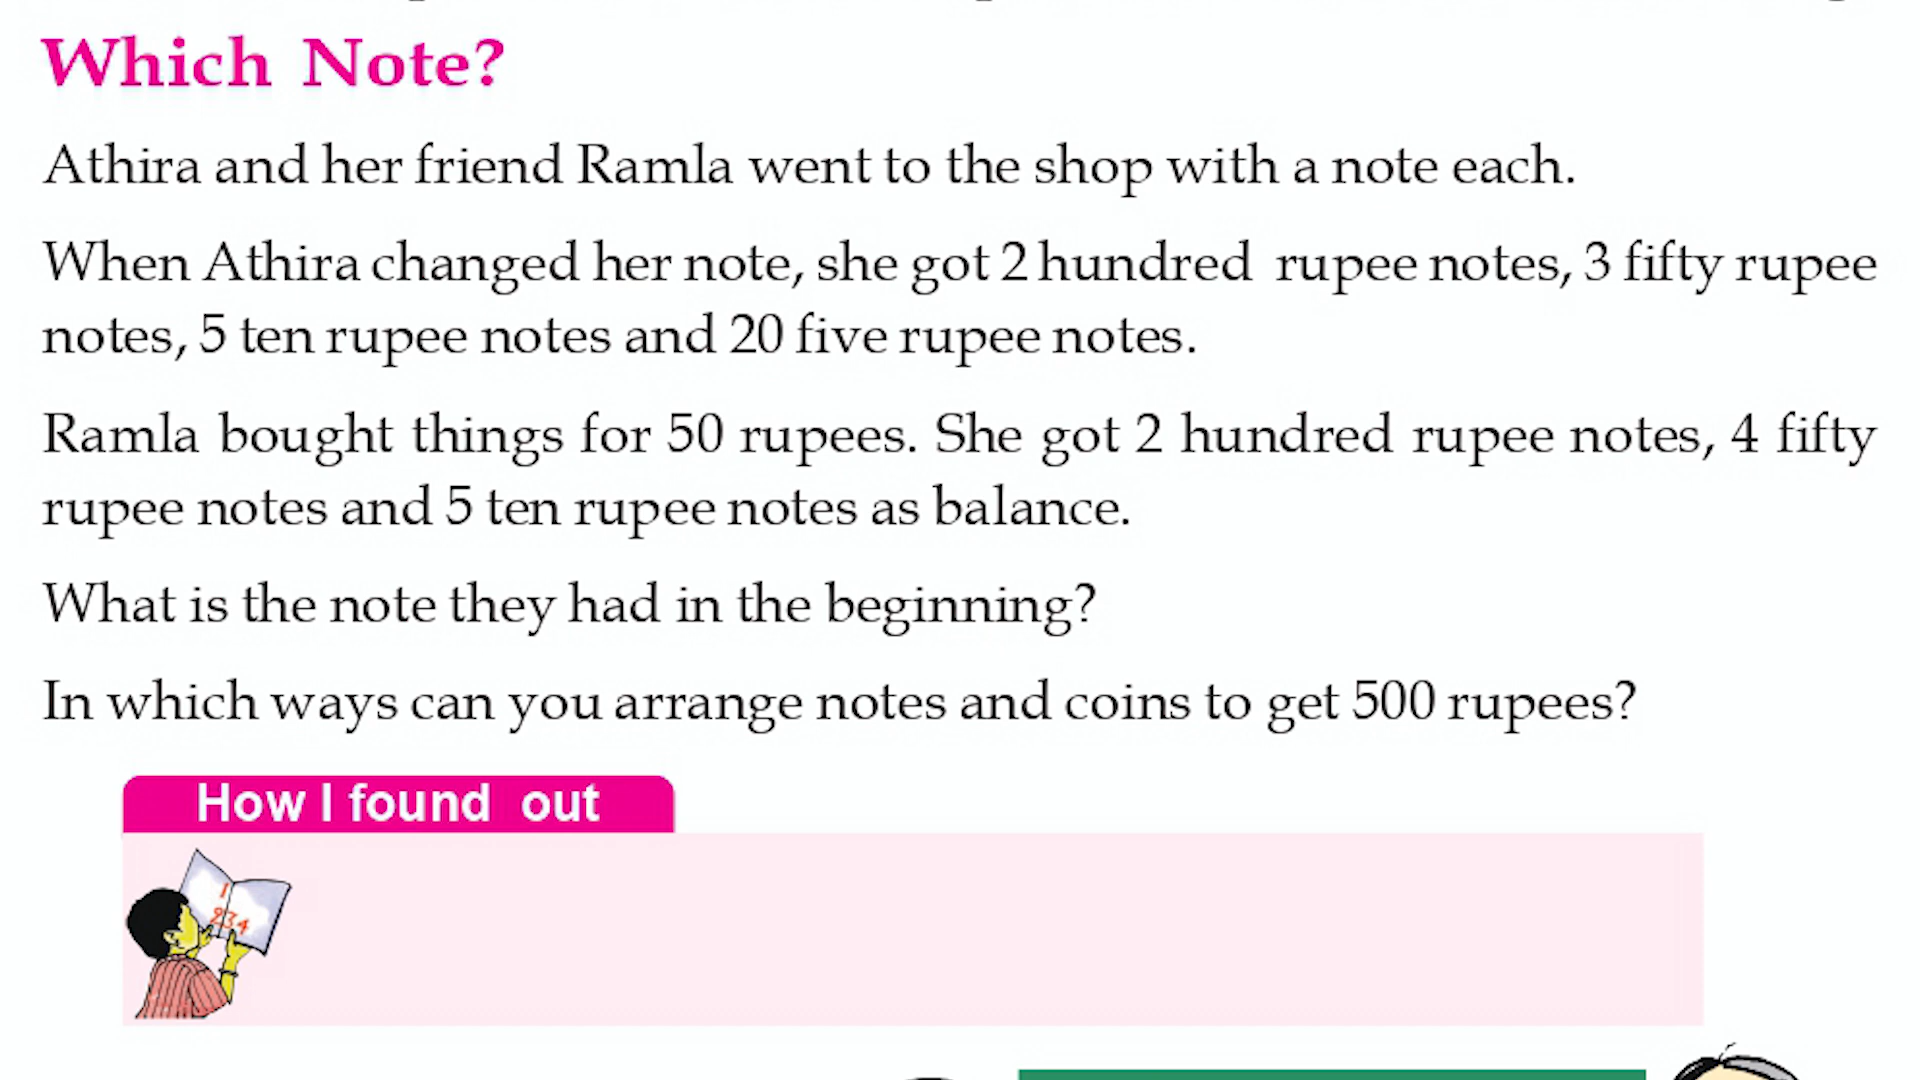 Which Note?
Athira and her friend Ramla went to the shop with a note each.
When Athira changed her note, she got 2 hundred rupee notes, 3 fifty rupee
notes, 5 ten rupee notes and 20 five rupee notes.
Ramla bought things for 50 rupees. She got 2 hundred rupee notes, 4 fifty
rupee notes and 5 ten rupee notes as balance.
What is the note they had in the beginning?
In which ways can you arrange notes and coins to get 500 rupees?
How I found out
1
234